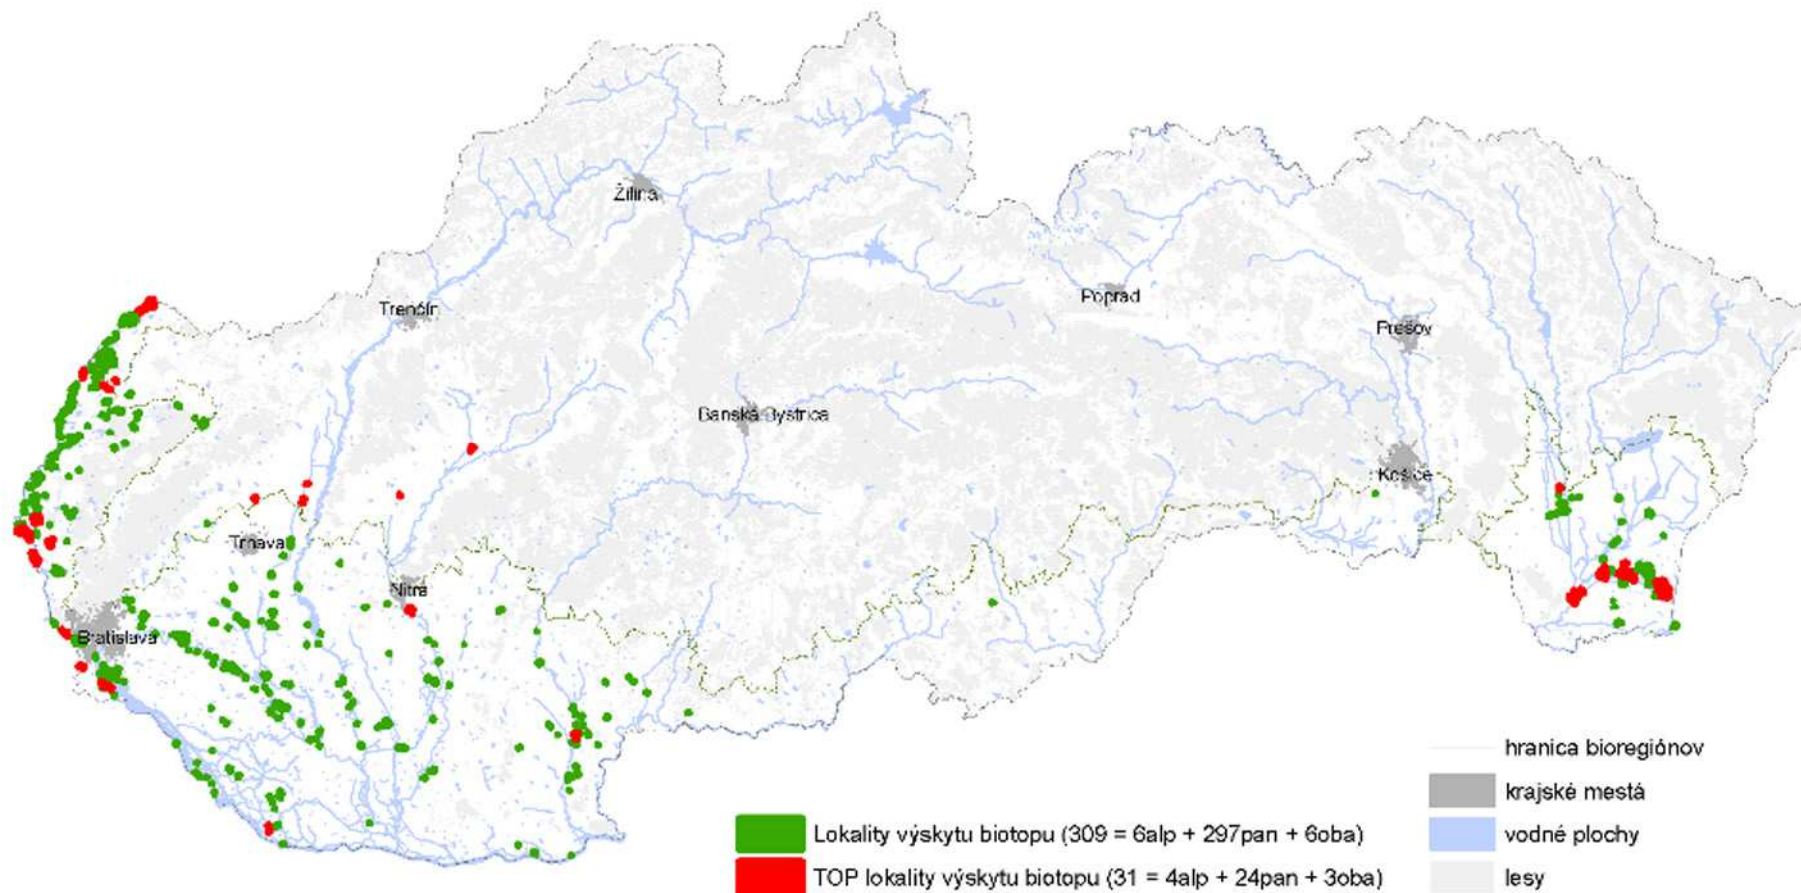 Žilina
Trenčín
Poprad
Prešov
Banská Bystrica
Košice
Trnava
Nitra
Bratislava
hranica bioregiónov
krajské mestá
Lokality výskytu biotopu (309 = 6alp + 297pan + 6oba)
vodné plochy
TOP lokality výskytu biotopu (31 = 4alp + 24pan + 3oba)
lesy